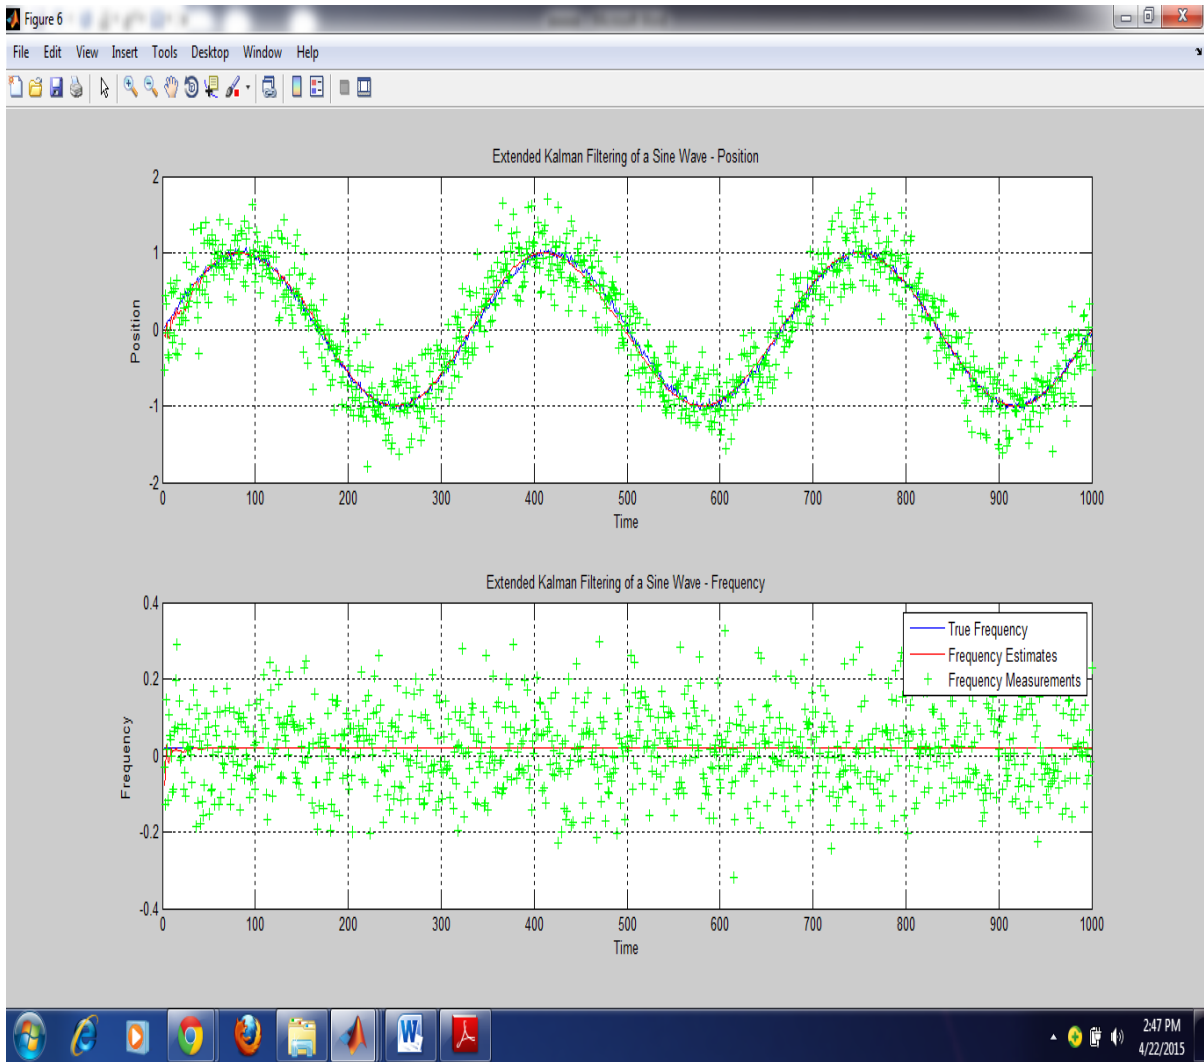 Figure 6
File Edit View Insert Tools Desktop Window Help
Extended Kalman Filtering of a Sine Wave - Position
2
1
0
-1
-2
Position
0 100 200 300 400 500 600 700 800 900 1000
Time
Extended Kalman Filtering of a Sine Wave - Frequency
0.4
0.2
0
-0.2
-0.4
Frequency
True Frequency
Frequency Estimates
Frequency Measurements
0 100 200 300 400 500 600 700 800 900 1000
Time
2:47 PM
4/22/2015